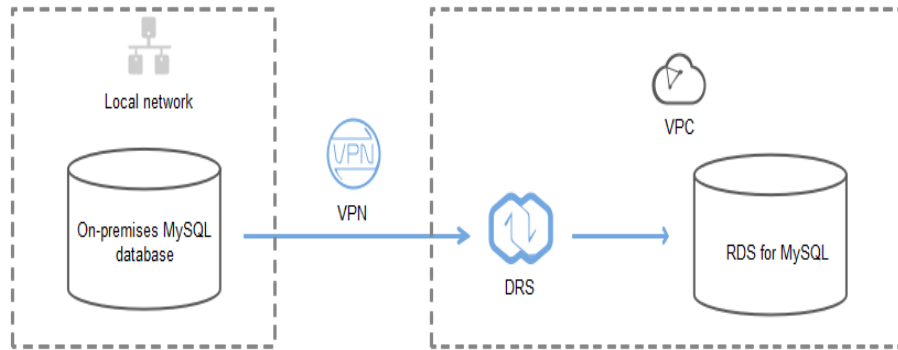 Local network
On-premises MySQL
database
VPN
VPN
VPC
DRS
RDS for MySQL